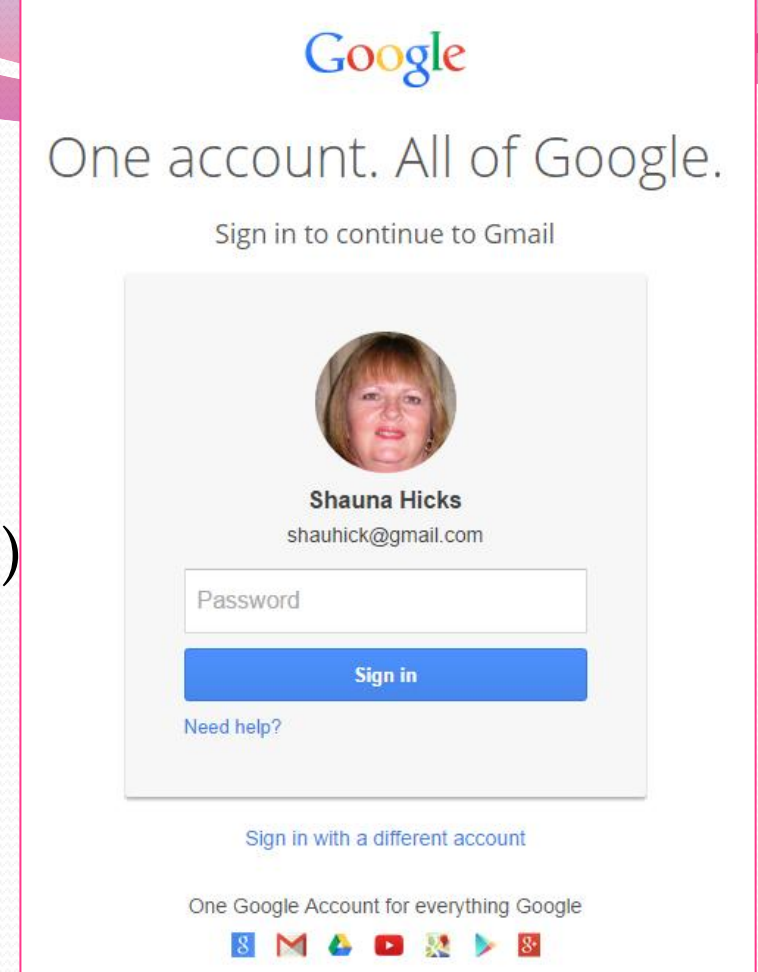 Google
One account. All of Google.
Sign in to continue to Gmail
Shauna Hicks
shauhick@gmail.com
)
Password
Sign in
Need help?
Sign in with a different account
One Google Account for everything Google